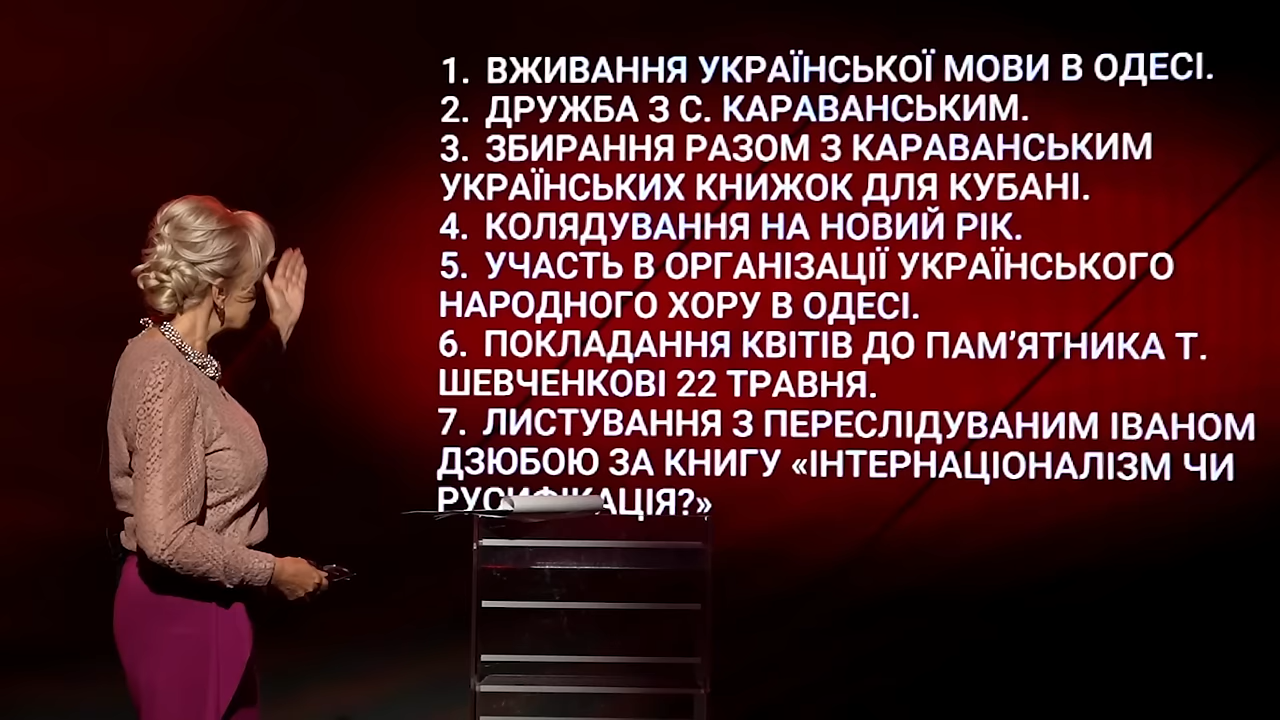 1. ВЖИВАННЯ УКРАЇНСЬКОЇ МОВИ В ОДЕСІ.
2. ДРУЖБА З С. КАРАВАНСЬКИМ.
3. ЗБИРАННЯ РАЗОМ З КАРАВАНСЬКИМ
УКРАЇНСЬКИХ КНИЖОК ДЛЯ КУБАНІ.
4. КОЛЯДУВАННЯ НА НОВИЙ РІК.
5. УЧАСТЬ В ОРГАНІЗАЦІЇ УКРАЇНСЬКОГО
НАРОДНОГО ХОРУ В ОДЕСІ.
6. ПОКЛАДАННЯ КВІТІВ ДО ПАМ’ЯТНИКА Т.
ШЕВЧЕНКОВІ 22 ТРАВНЯ.
7. ЛИСТУВАННЯ З ПЕРЕСЛІДУВАНИМ ІВАНОМ
ДЗЮБОЮ ЗА КНИГУ «ІНТЕРНАЦІОНАЛІЗМ ЧИ
РУСИФІКАЦІЯ?»